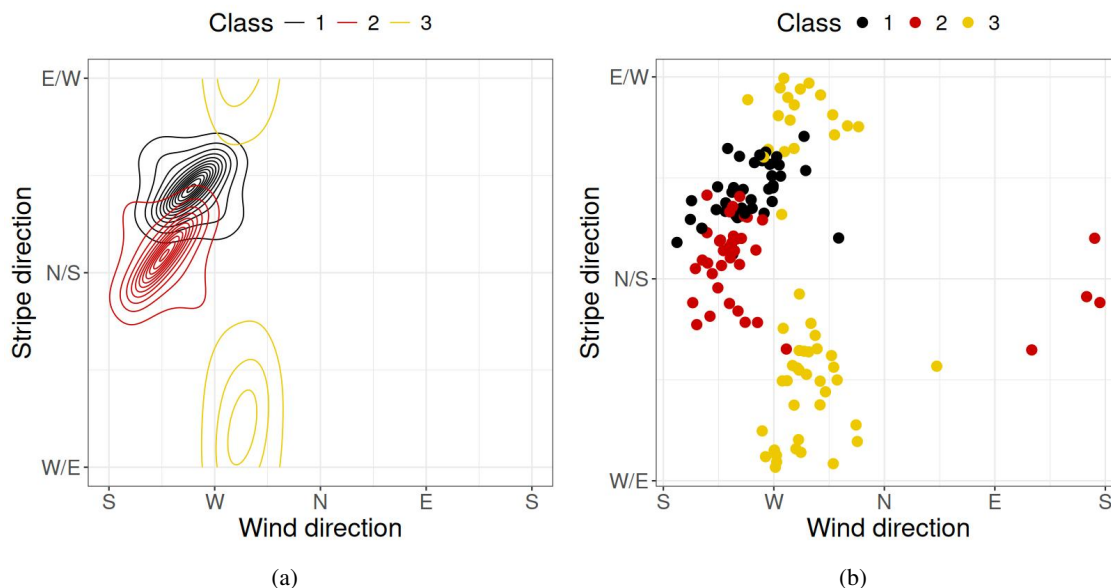 Class 1 2 3
E/W
N/S
W/E
Stripe direction
S W N E S
Wind direction
(a)
Class 1 2 3
E/W
N/S
W/E
Stripe direction
S W N E S
Wind direction
(b)